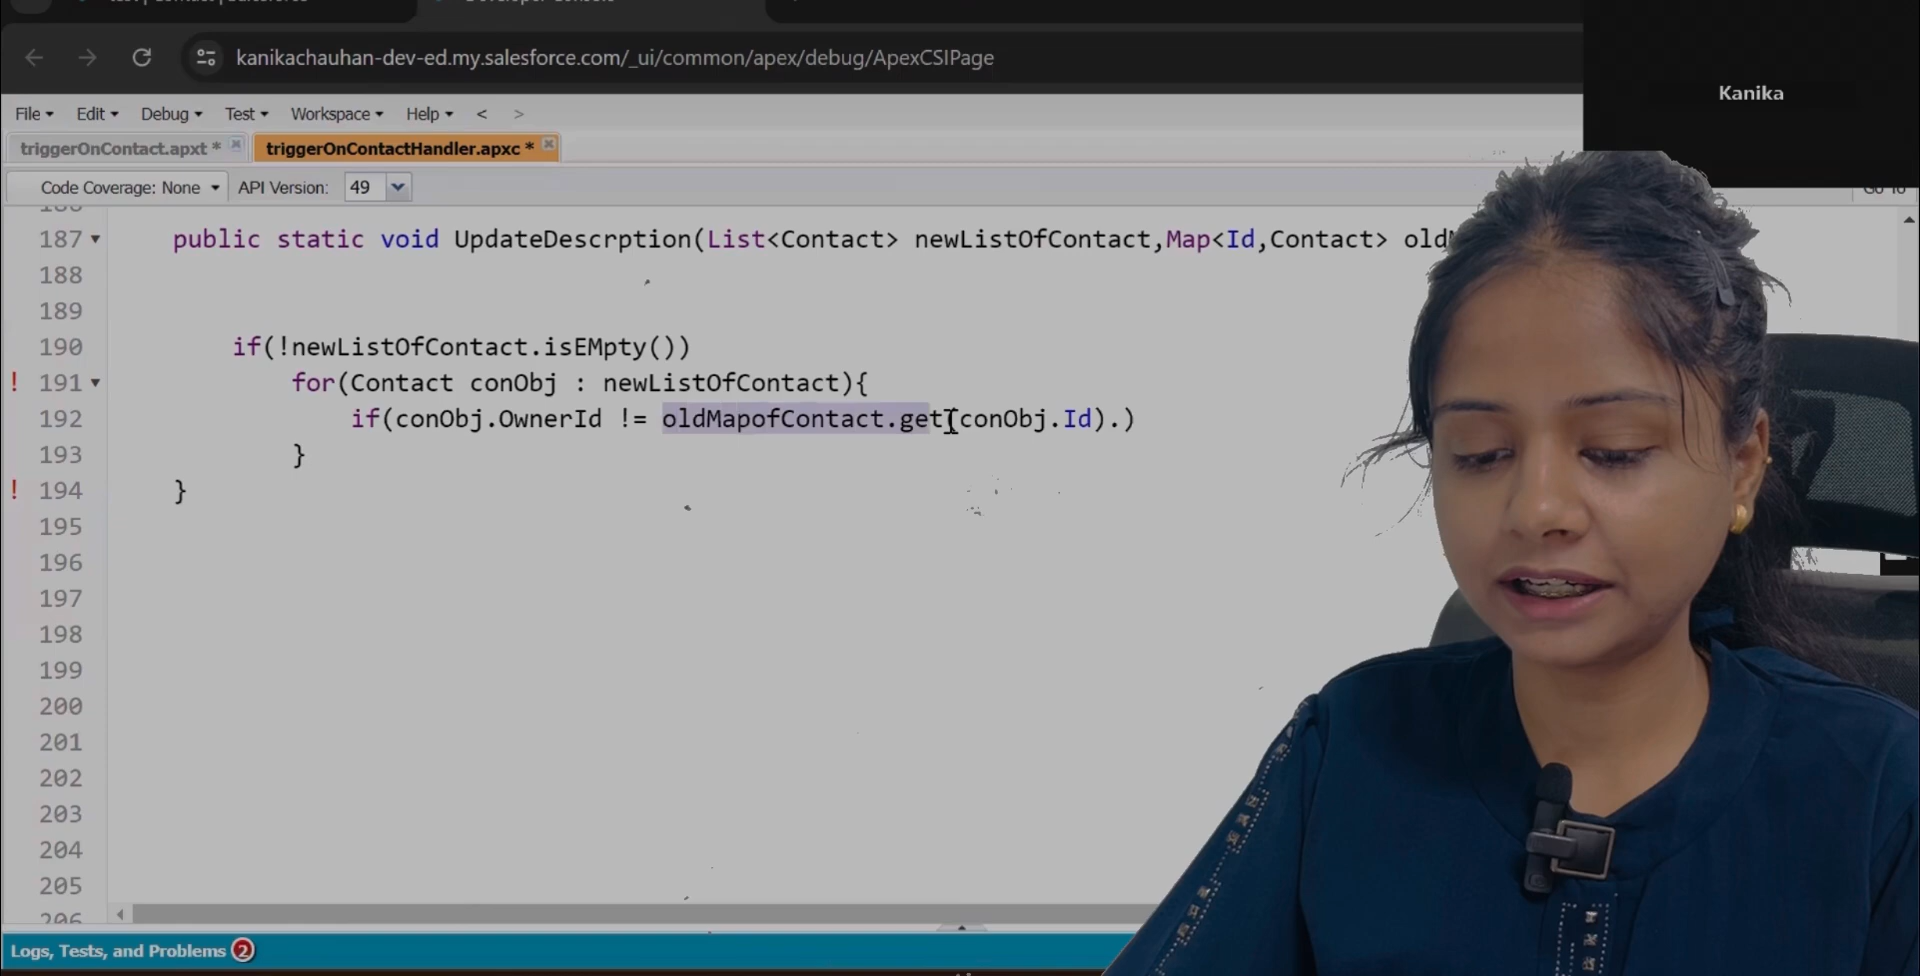 kanikachauhan-dev-ed.my.salesforce.com/_ui/common/apex/debug/ApexCSIPage
Kanika
File Edit Debug Test Workspace Help < >
triggerOnContact.apxt * triggerOnContactHandler.apxc *
Code Coverage: None API Version: 49 Go To
187 public static void UpdateDescrption(List<Contact> newListOfContact,Map<Id,Contact>
188
189
190 if(!newListOfContact.isEMpty())
! 191 for(Contact conObj : newListOfContact){
192 if(conObj.OwnerId != oldMapofContact.get(conObj.Id).)
193 }
! 194 }
195
196
197
198
199
200
201
202
203
204
205
206
Logs, Tests, and Problems 2